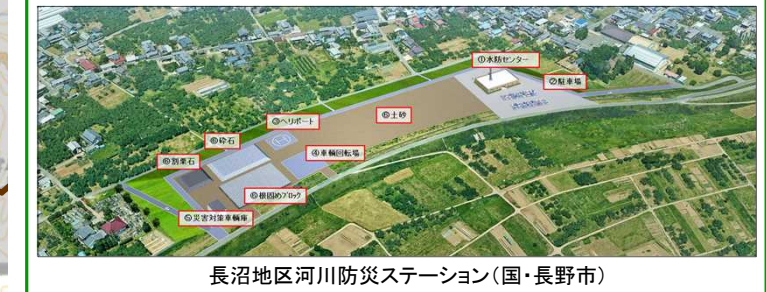 ①水防センター
②駐車場
③ヘリポート
⑥土砂
⑥砕石
④車輌回転場
⑥割栗石
⑥根固めブロック
⑤災害対策車輌庫
長沼地区河川防災ステーション(国・長野市)